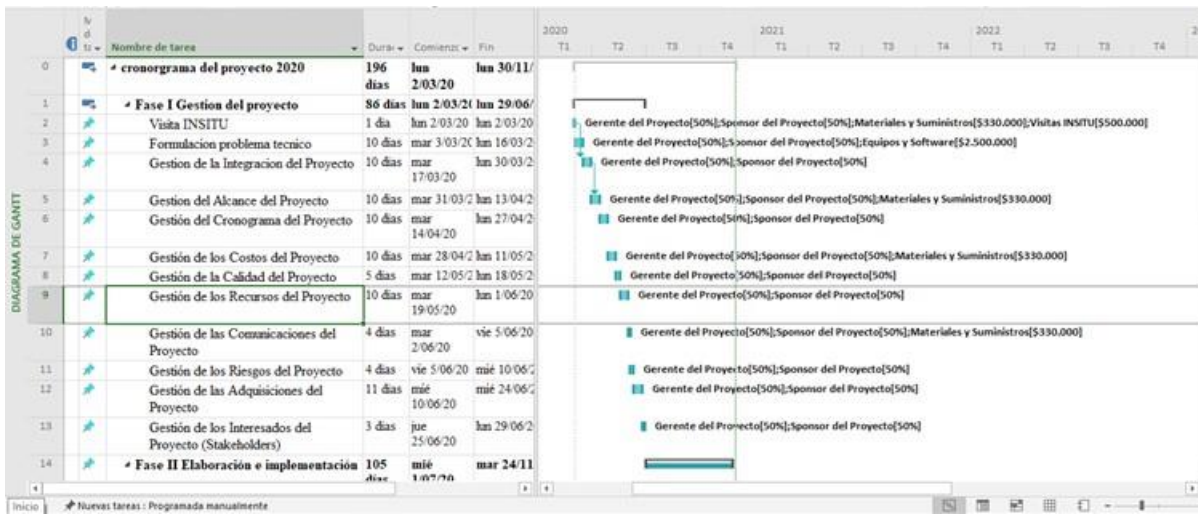 2020 2021 2022
Nombre de tarea Comienzo Fin T1 T2 T3 T4 T1 T2 T3 T4 T1 T2 T3 T4
0 cronorgrama del proyecto 2020 196 lun lun 30/11/
días 2/03/20
1 Fase I Gestion del proyecto 86 días lun 2/03/2 lun 29/06/
2 Visita INSITU 1 dia lun 2/03/20 lun 2/03/20 Gerente del Proyecto[50%];Sponsor del Proyecto[50%];Materiales y Suministros[$330.000];Visitas INSITU[$500.000]
3 Formulacion problema tecnico 10 dias mar 3/03/2 lun 16/03/2 Gerente del Proyecto[50%];Sponsor del Proyecto[50%];Equipos y Software[$2.500.000]
4 Gestion de la Integracion del Proyecto 10 dias mar lun 30/03/2 Gerente del Proyecto[50%];Sponsor del Proyecto[50%]
17/03/20
5 Gestion del Alcance del Proyecto 10 dias mar 31/03/2 lun 13/04/2 Gerente del Proyecto[50%];Sponsor del Proyecto[50%];Materiales y Suministros[$330.000]
6 Gestión del Cronograma del Proyecto 10 dias mar lun 27/04/2 Gerente del Proyecto[50%];Sponsor del Proyecto[50%]
14/04/20
7 Gestión de los Costos del Proyecto 10 dias mar 28/04/2 lun 11/05/2 Gerente del Proyecto[50%];Sponsor del Proyecto[50%];Materiales y Suministros[$330.000]
8 Gestión de la Calidad del Proyecto 5 dias mar 12/05/2 lun 18/05/2 Gerente del Proyecto[50%];Sponsor del Proyecto[50%]
9 Gestión de los Recursos del Proyecto 10 dias mar lun 1/06/20 Gerente del Proyecto[50%];Sponsor del Proyecto[50%]
19/05/20
10 Gestión de las Comunicaciones del 4 dias mar vie 5/06/20 Gerente del Proyecto[50%];Sponsor del Proyecto[50%];Materiales y Suministros[$330.000]
Proyecto 2/06/20
11 Gestión de los Riesgos del Proyecto 4 dias vie 5/06/20 mié 10/06/2 Gerente del Proyecto[50%];Sponsor del Proyecto[50%]
12 Gestión de las Adquisiciones del 11 dias mié mié 24/06/2 Gerente del Proyecto[50%];Sponsor del Proyecto[50%]
Proyecto 10/06/20
13 Gestión de los Interesados del 3 dias jue lun 29/06/2 Gerente del Proyecto[50%];Sponsor del Proyecto[50%]
Proyecto (Stakeholders) 25/06/20
14 Fase II Elaboración e implementación 105 mié mar 24/11
DIAGRAMA DE GANTT
Inicio Nuevas tareas : Programada manualmente